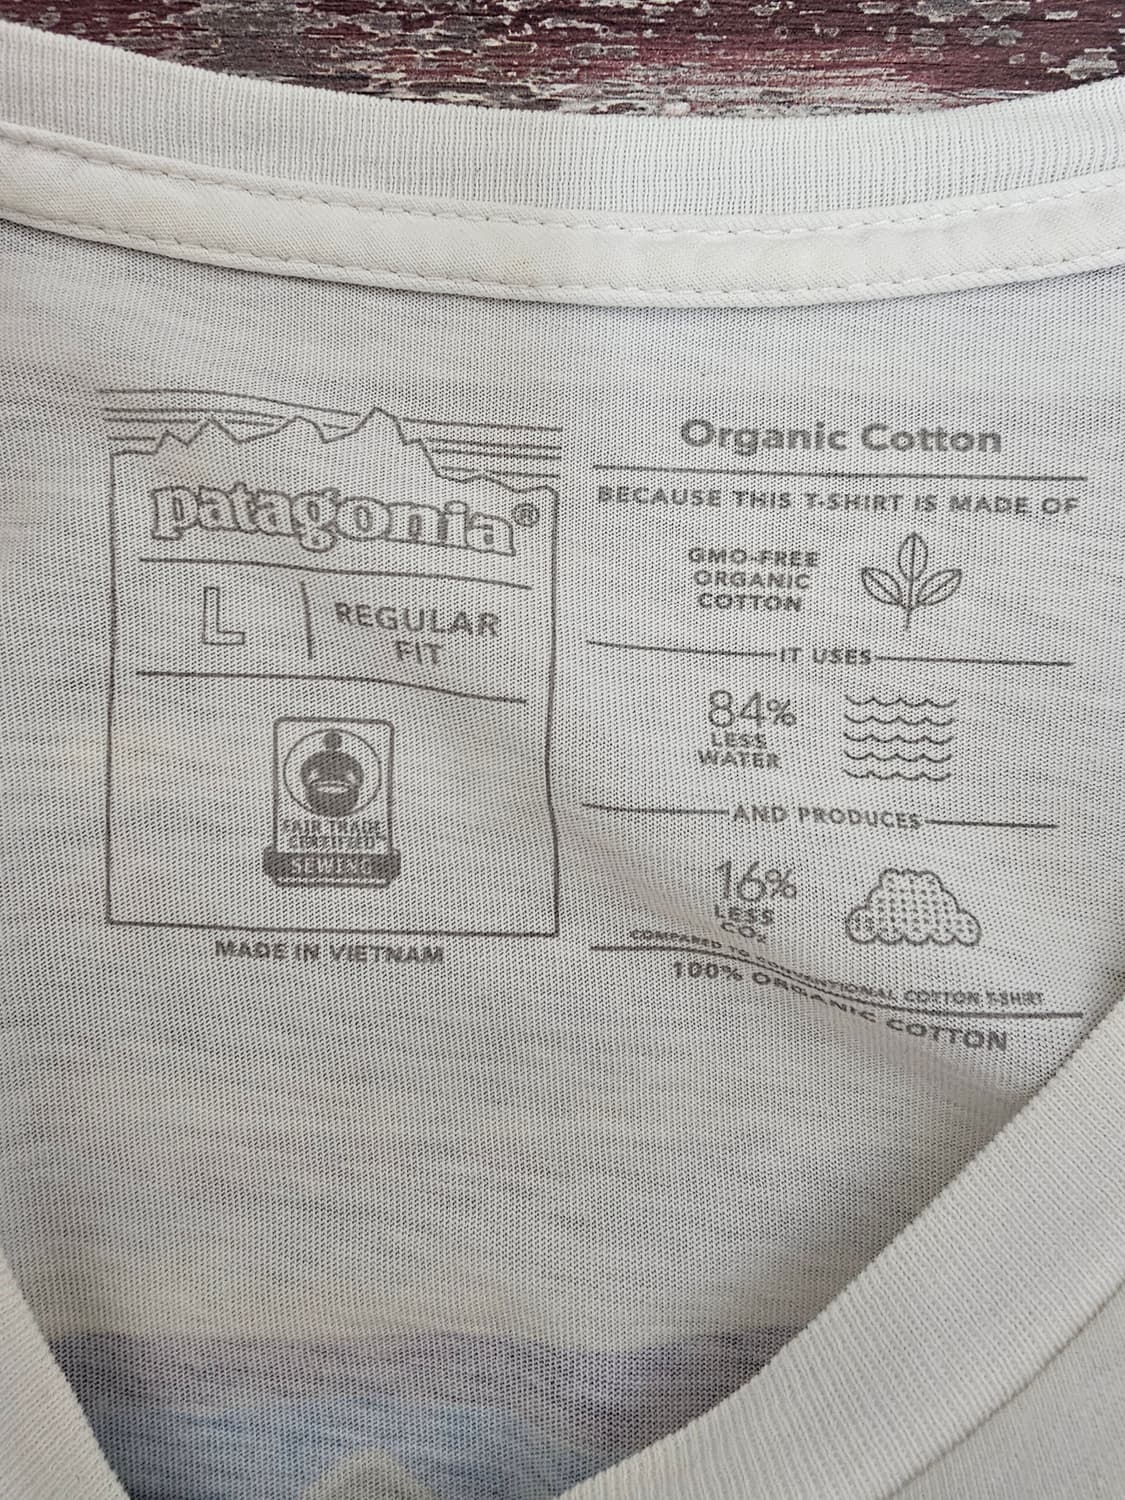 patagonia®
L
REGULAR
FIT
FAIR TRADE
CERTIFIED
SEWING
MADE IN VIETNAM
Organic Cotton
BECAUSE THIS T-SHIRT IS MADE OF
GMO-FREE
ORGANIC
COTTON
IT USES
84%
LESS
WATER
AND PRODUCES
16%
LESS
CO₂
COMPARED TO CONVENTIONAL COTTON T-SHIRT
100% ORGANIC COTTON